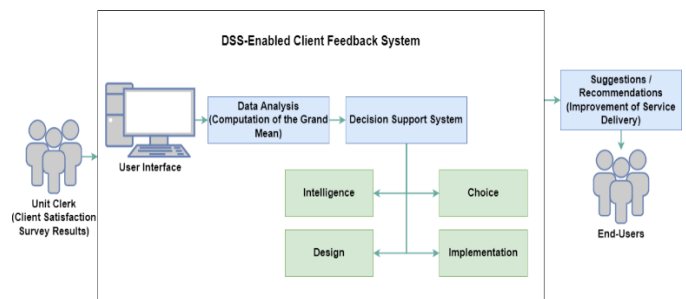 DSS-Enabled Client Feedback System
Unit Clerk
(Client Satisfaction
Survey Results)
User Interface
Data Analysis
(Computation of the Grand
Mean)
Decision Support System
Intelligence
Choice
Design
Implementation
Suggestions /
Recommendations
(Improvement of Service
Delivery)
End-Users